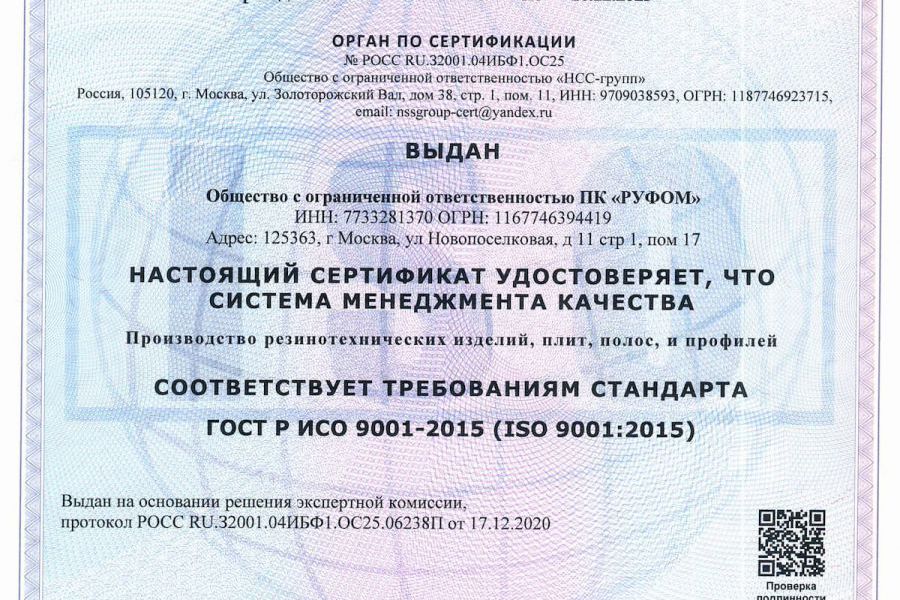 ОРГАН ПО СЕРТИФИКАЦИИ
№ РОСС RU.32001.04ИБФ1.ОС25
Общество с ограниченной ответственностью «НСС-групп»
Россия, 105120, г. Москва, ул. Золоторожский Вал, дом 38, стр. 1, пом. 11, ИНН: 9709038593, ОГРН: 1187746923715,
email: nssgroup-cert@yandex.ru
ВЫДАН
Общество с ограниченной ответственностью ПК «РУФОМ»
ИНН: 7733281370 ОГРН: 1167746394419
Адрес: 125363, г Москва, ул Новопоселковая, д 11 стр 1, пом 17
НАСТОЯЩИЙ СЕРТИФИКАТ УДОСТОВЕРЯЕТ, ЧТО
СИСТЕМА МЕНЕДЖМЕНТА КАЧЕСТВА
Производство резинотехнических изделий, плит, полос, и профилей
СООТВЕТСТВУЕТ ТРЕБОВАНИЯМ СТАНДАРТА
ГОСТ Р ИСО 9001-2015 (ISO 9001:2015)
Выдан на основании решения экспертной комиссии,
протокол РОСС RU.32001.04ИБФ1.ОС25.06238П от 17.12.2020
Проверка
подлинности